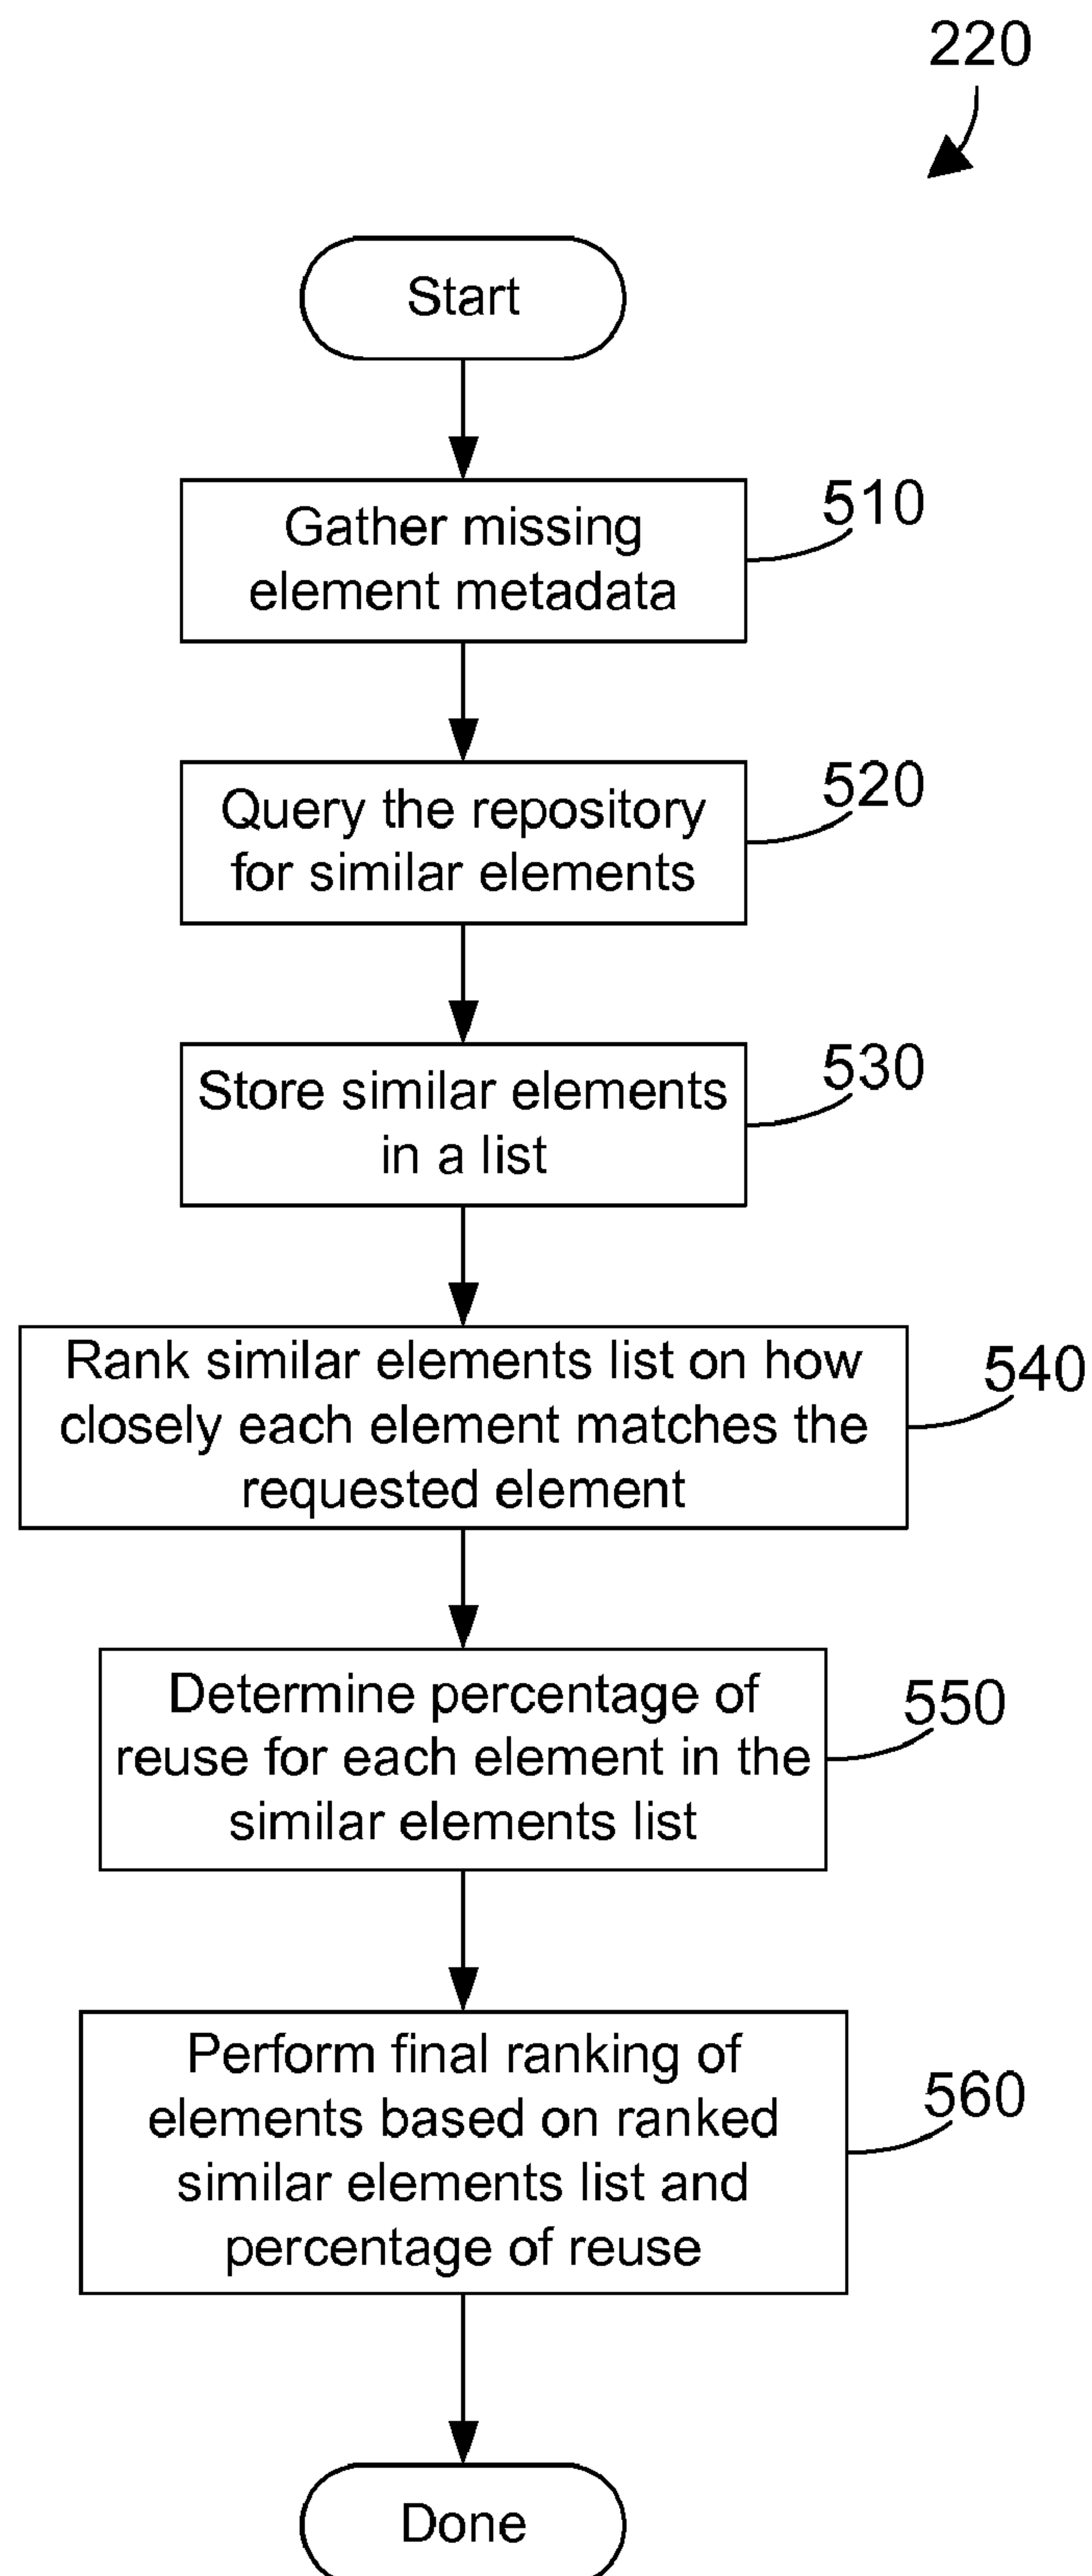 220
Start
Gather missing
element metadata
510
Query the repository
for similar elements
520
Store similar elements
in a list
530
Rank similar elements list on how
closely each element matches the
requested element
540
Determine percentage of
reuse for each element in the
similar elements list
550
Perform final ranking of
elements based on ranked
similar elements list and
percentage of reuse
560
Done